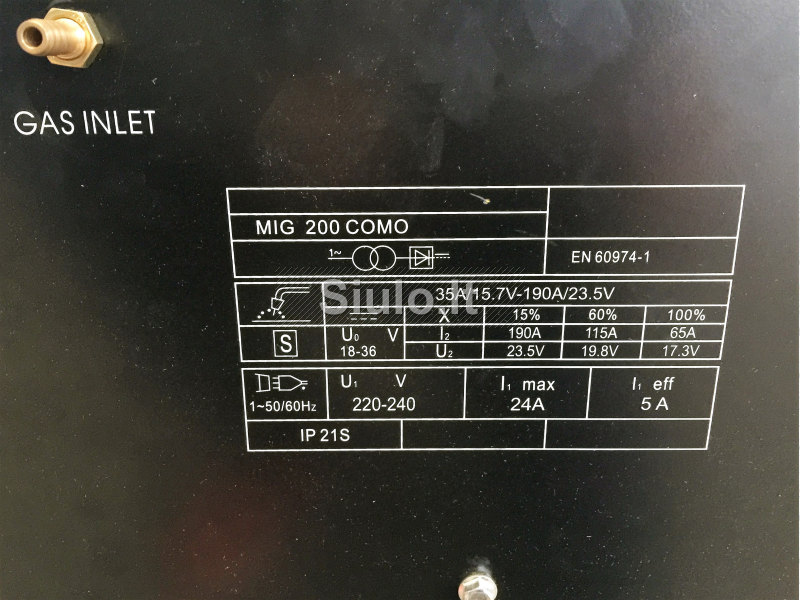 GAS INLET
MIG 200 COMO
1~
EN 60974-1
Siulo.lt
35A/15.7V-190A/23.5V
X 15% 60% 100%
S U₀ V I₂ 190A 115A 65A
18-36 U₂ 23.5V 19.8V 17.3V
U₁ V I₁ max I₁ eff
1~50/60Hz 220-240 24A 5 A
IP 21S